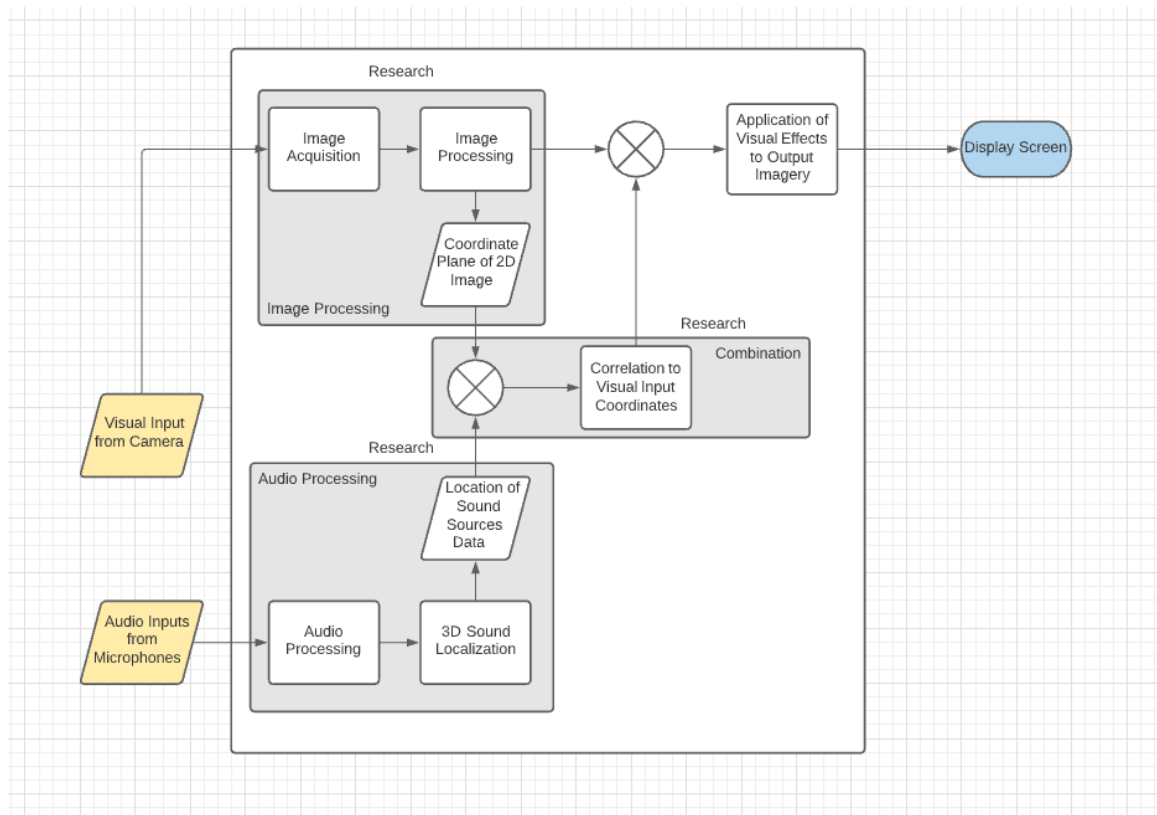 Research
Image
Acquisition
Image
Processing
Application of
Visual Effects
to Output
Imagery
Display Screen
Coordinate
Plane of 2D
Image
Image Processing
Research
Combination
Correlation to
Visual Input
Coordinates
Visual Input
from Camera
Research
Audio Processing
Location of
Sound
Sources
Data
Audio Inputs
from
Microphones
Audio
Processing
3D Sound
Localization